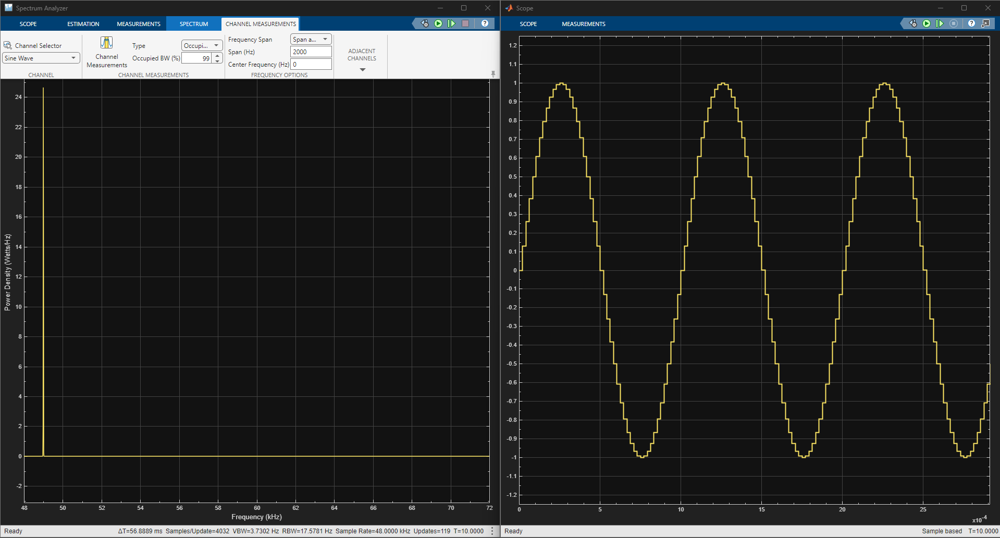 Spectrum Analyzer
SCOPE ESTIMATION MEASUREMENTS SPECTRUM CHANNEL MEASUREMENTS
Channel Selector
Sine Wave
CHANNEL
Channel
Measurements
Type Occupi...
Occupied BW (%) 99
CHANNEL MEASUREMENTS
Frequency Span Span a...
Span (Hz) 2000
Center Frequency (Hz) 0
FREQUENCY OPTIONS
ADJACENT
CHANNELS
Power Density (Watts/Hz)
24
22
20
18
16
14
12
10
8
6
4
2
0
-2
48 50 52 54 56 58 60 62 64 66 68 70 72
Frequency (kHz)
Ready ΔT=56.8889 ms Samples/Update=4032 VBW=3.7302 Hz RBW=17.5781 Hz Sample Rate=48.0000 kHz Updates=119 T=10.0000
Scope
SCOPE MEASUREMENTS
1.2
1.1
1
0.9
0.8
0.7
0.6
0.5
0.4
0.3
0.2
0.1
0
-0.1
-0.2
-0.3
-0.4
-0.5
-0.6
-0.7
-0.8
-0.9
-1
-1.1
-1.2
0 5 10 15 20 25
x10⁻⁴
Ready Sample based T=10.0000